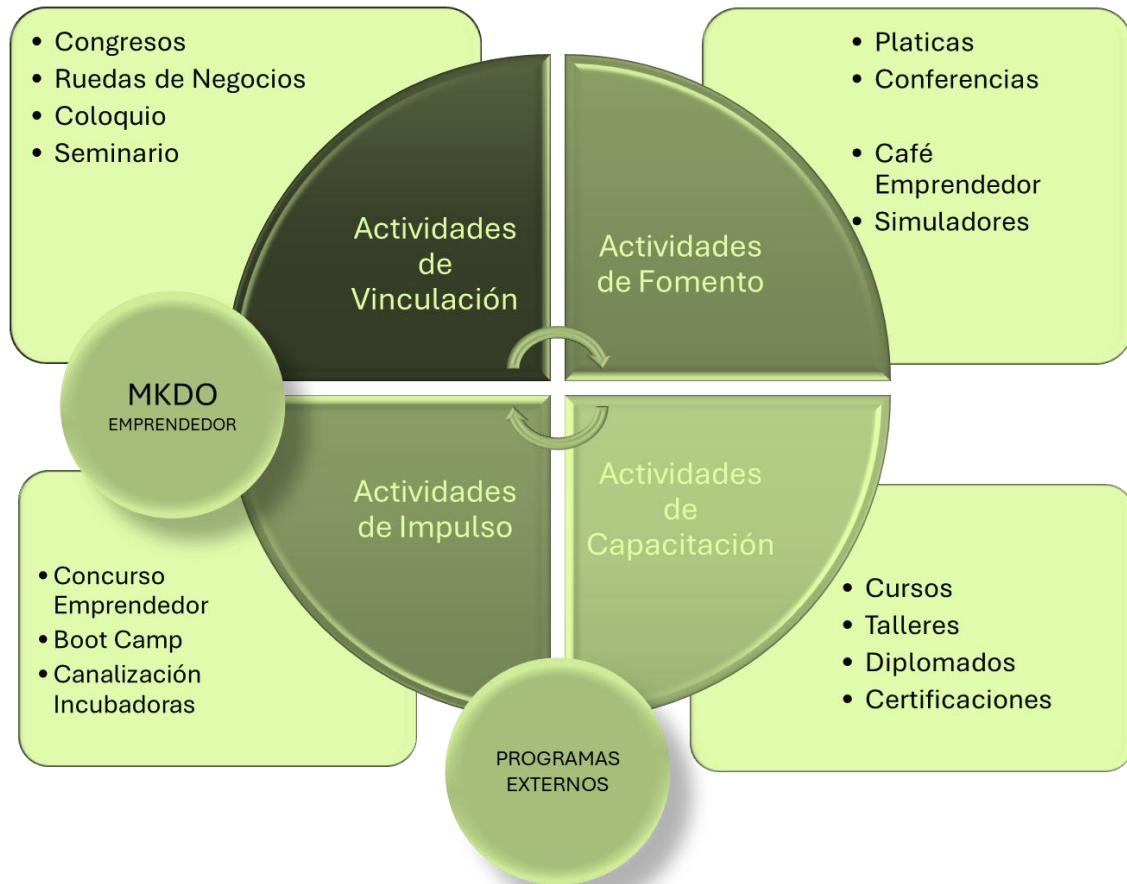 • Congresos
• Ruedas de Negocios
• Coloquio
• Seminario
• Platicas
• Conferencias
• Café
Emprendedor
• Simuladores
Actividades
de
Vinculación
Actividades
de Fomento
MKDO
EMPRENDEDOR
Actividades
de Impulso
Actividades
de
Capacitación
• Concurso
Emprendedor
• Boot Camp
• Canalización
Incubadoras
• Cursos
• Talleres
• Diplomados
• Certificaciones
PROGRAMAS
EXTERNOS